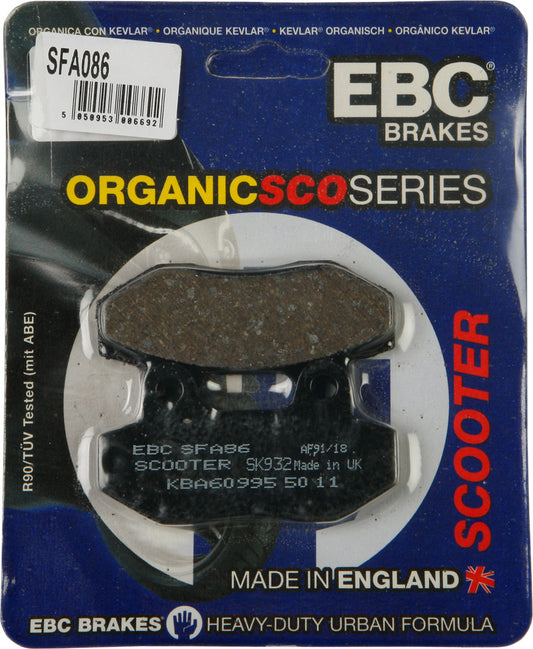 ORGANICA CON KEVLAR® • ORGANIQUE KEVLAR® • KEVLAR® ORGANISCH • ORGÂNICO KEVLAR®
SFA086
5 050953 006692
EBC®
BRAKES
ORGANICSCOSERIES
R90/TÜV Tested (mit ABE)
SCOOTER
EBC SFA86 AF91/18
SCOOTER SK932 Made in UK
KBA60995 50 11
MADE IN ENGLAND
EBC BRAKES HEAVY-DUTY URBAN FORMULA